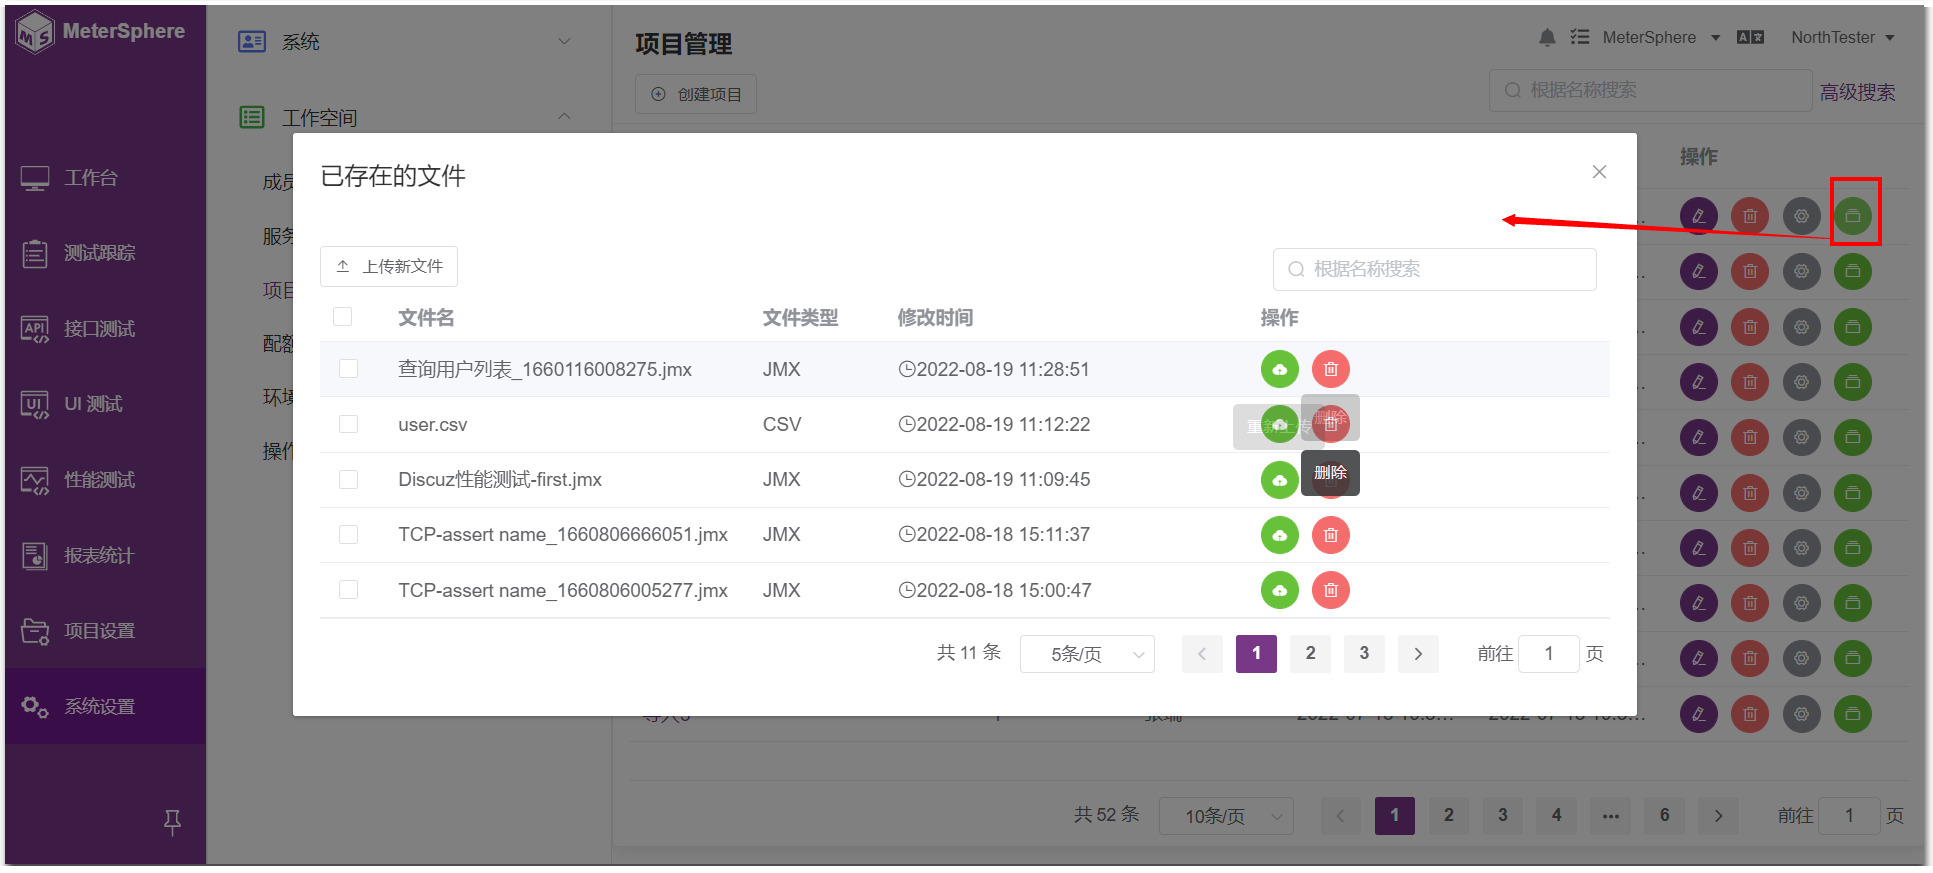 MeterSphere
工作台
测试跟踪
API 接口测试
UI UI 测试
性能测试
报表统计
项目设置
系统设置
系统
工作空间
成员
服务
项目
配额
环境
操作
项目管理
MeterSphere
NorthTester
创建项目
根据名称搜索
高级搜索
操作
已存在的文件
上传新文件
根据名称搜索
文件名 文件类型 修改时间 操作
查询用户列表_1660116008275.jmx JMX 2022-08-19 11:28:51
user.csv CSV 2022-08-19 11:12:22
重新上传 删除
Discuz性能测试-first.jmx JMX 2022-08-19 11:09:45
删除
TCP-assert name_1660806666051.jmx JMX 2022-08-18 15:11:37
TCP-assert name_1660806005277.jmx JMX 2022-08-18 15:00:47
共 11 条 5条/页 1 2 3 前往 1 页
共 52 条 10条/页 1 2 3 4 ••• 6 前往 1 页